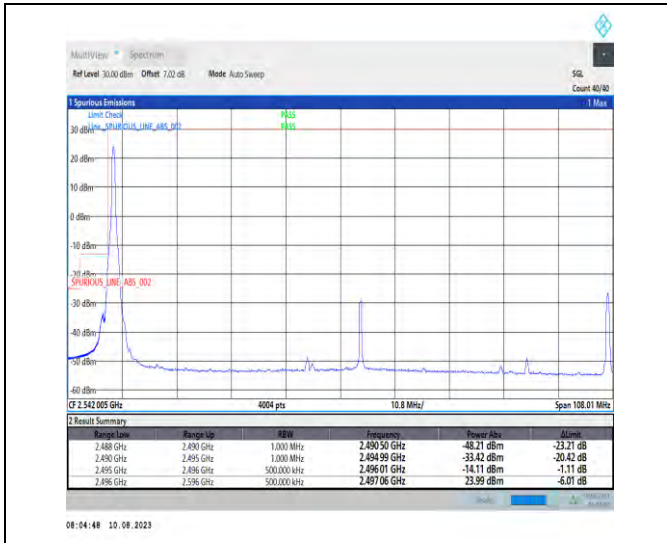 MultiView Spectrum
Ref Level 30.00 dBm Offset 7.02 dB Mode Auto Sweep SGL
Count 40/40
1 Spurious Emissions 1 Max
Limit Check PASS
30 dBm Line_SPURIOUS_LINE_ABS_002 PASS
20 dBm
10 dBm
0 dBm
-10 dBm
-20 dBm
SPURIOUS_LINE_ABS_002
-30 dBm
-40 dBm
-50 dBm
-60 dBm
CF 2.542 005 GHz 4004 pts 10.8 MHz/ Span 108.01 MHz
2 Result Summary
Range Low Range Up RBW Frequency Power Abs ΔLimit
2.488 GHz 2.490 GHz 1.000 MHz 2.490 50 GHz -48.21 dBm -23.21 dB
2.490 GHz 2.495 GHz 1.000 MHz 2.494 99 GHz -33.42 dBm -20.42 dB
2.495 GHz 2.496 GHz 500.000 kHz 2.496 01 GHz -14.11 dBm -1.11 dB
2.496 GHz 2.596 GHz 500.000 kHz 2.497 06 GHz 23.99 dBm -6.01 dB
08:04:48 10.08.2023